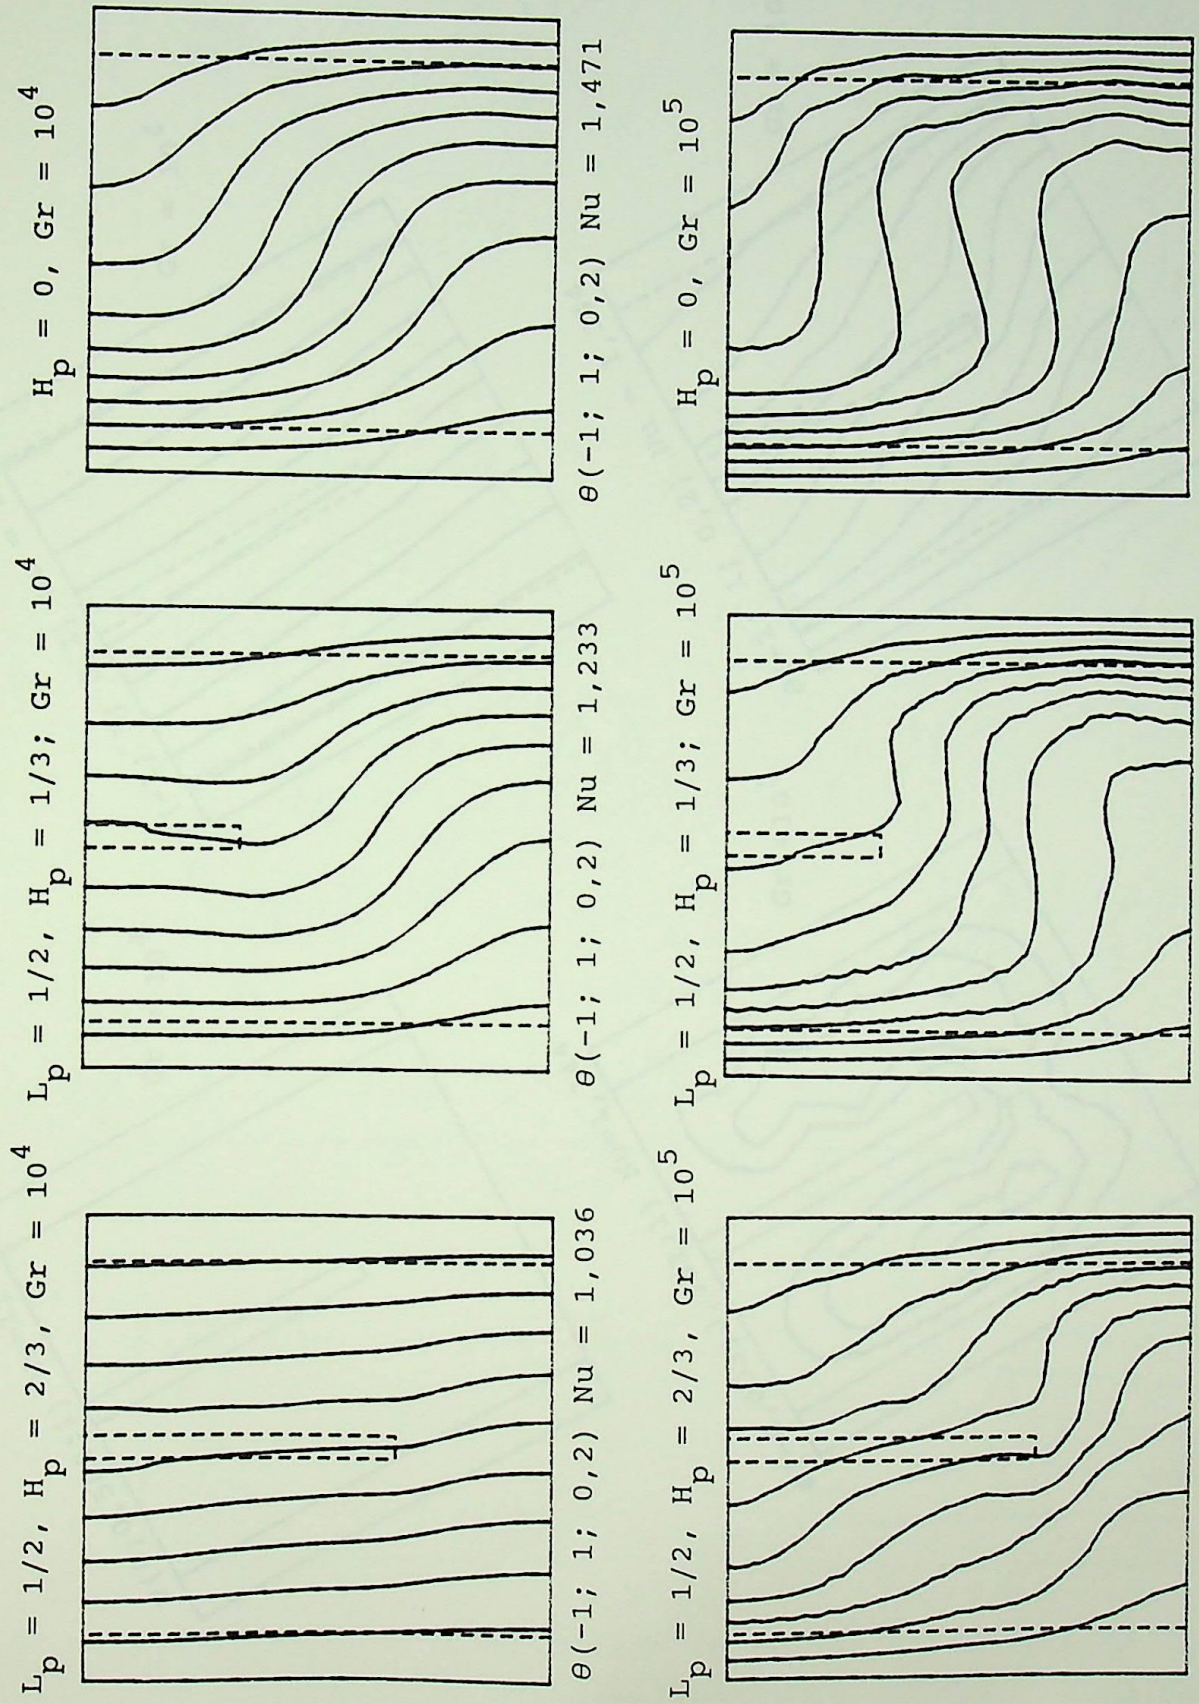 L_p = 1/2, H_p = 2/3, Gr = 10^4
L_p = 1/2, H_p = 1/3; Gr = 10^4
H_p = 0, Gr = 10^4
θ(-1; 1; 0,2) Nu = 1,036
θ(-1; 1; 0,2) Nu = 1,233
θ(-1; 1; 0,2) Nu = 1,471
L_p = 1/2, H_p = 2/3, Gr = 10^5
L_p = 1/2, H_p = 1/3; Gr = 10^5
H_p = 0, Gr = 10^5